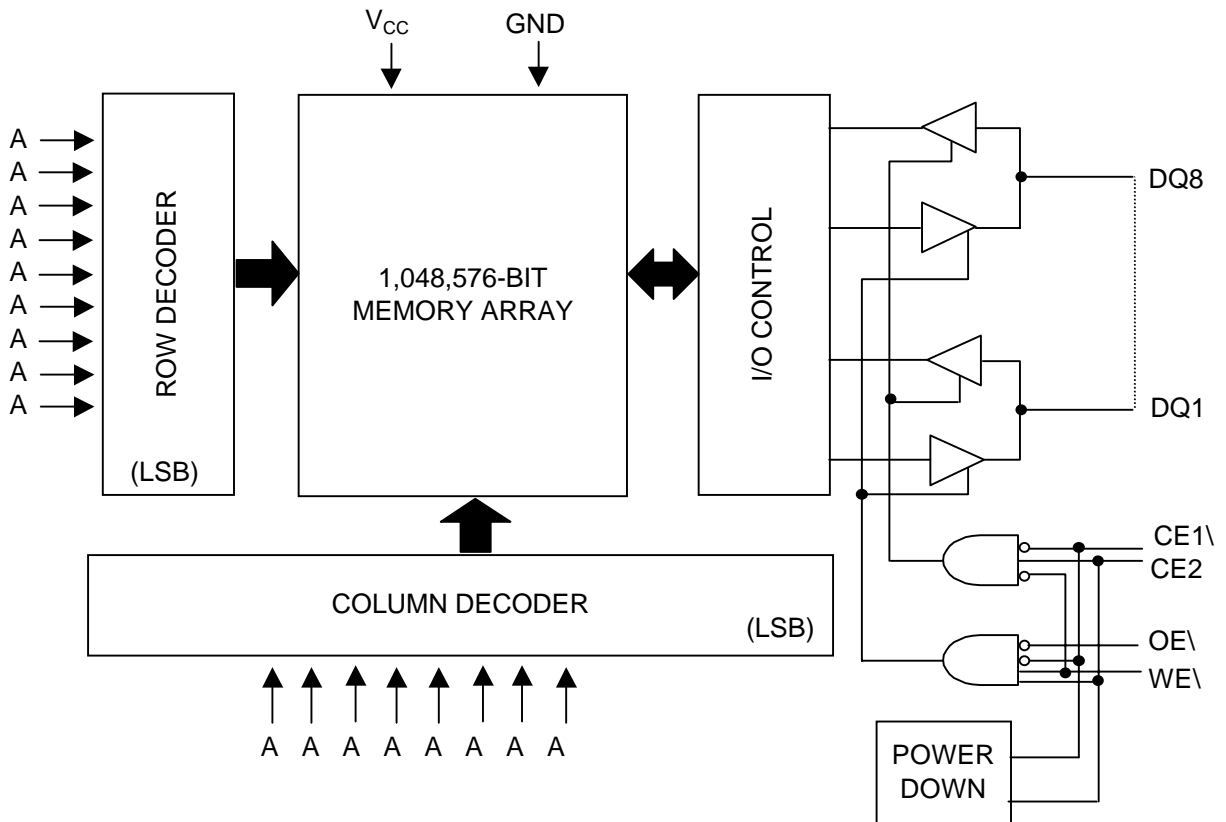 VCC
GND
A
A
A
A
A
A
A
A
A
ROW DECODER
(LSB)
1,048,576-BIT
MEMORY ARRAY
I/O CONTROL
DQ8
DQ1
CE1\
CE2
OE\
WE\
COLUMN DECODER
(LSB)
A A A A A A A A
POWER
DOWN